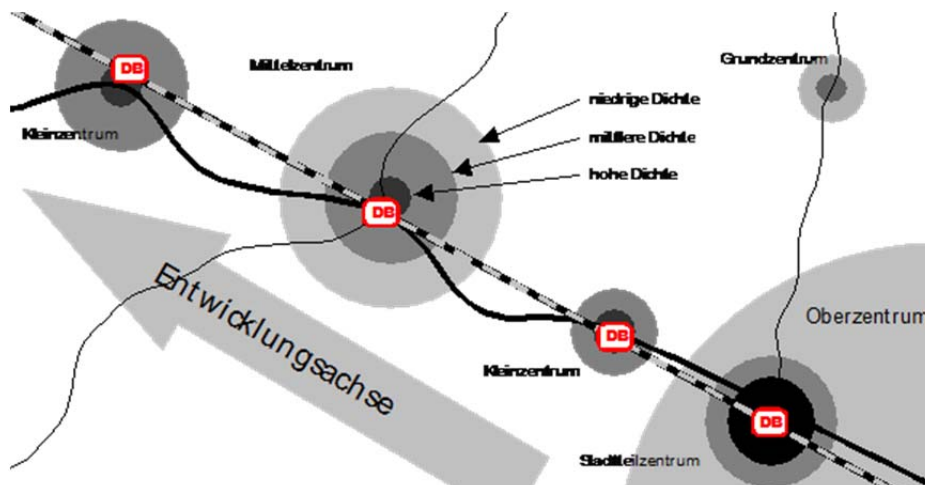 DB
Mittelzentrum
Grundzentrum
niedrige Dichte
Kleinzentrum
mittlere Dichte
hohe Dichte
DB
Entwicklungsachse
Oberzentrum
DB
Kleinzentrum
DB
Stadtteilzentrum